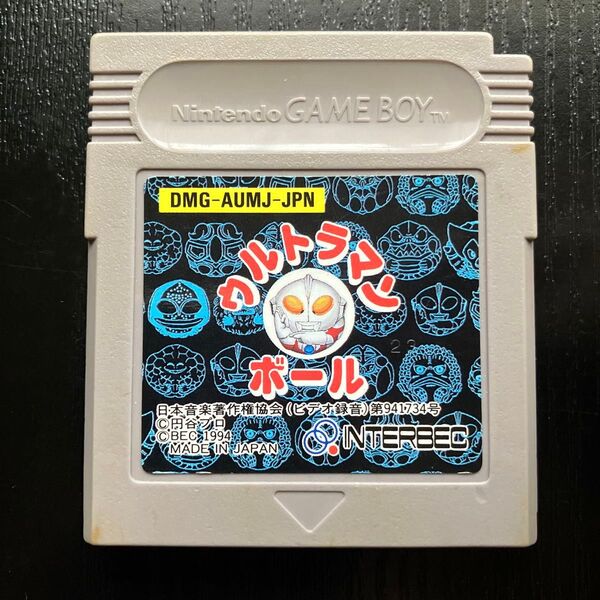 Nintendo GAME BOY TM
DMG-AUMJ-JPN
ウルトラマン
ボール
23
日本音楽著作権協会(ビデオ録音)第941734号
©円谷プロ
©BEC 1994
MADE IN JAPAN
INTERBEC